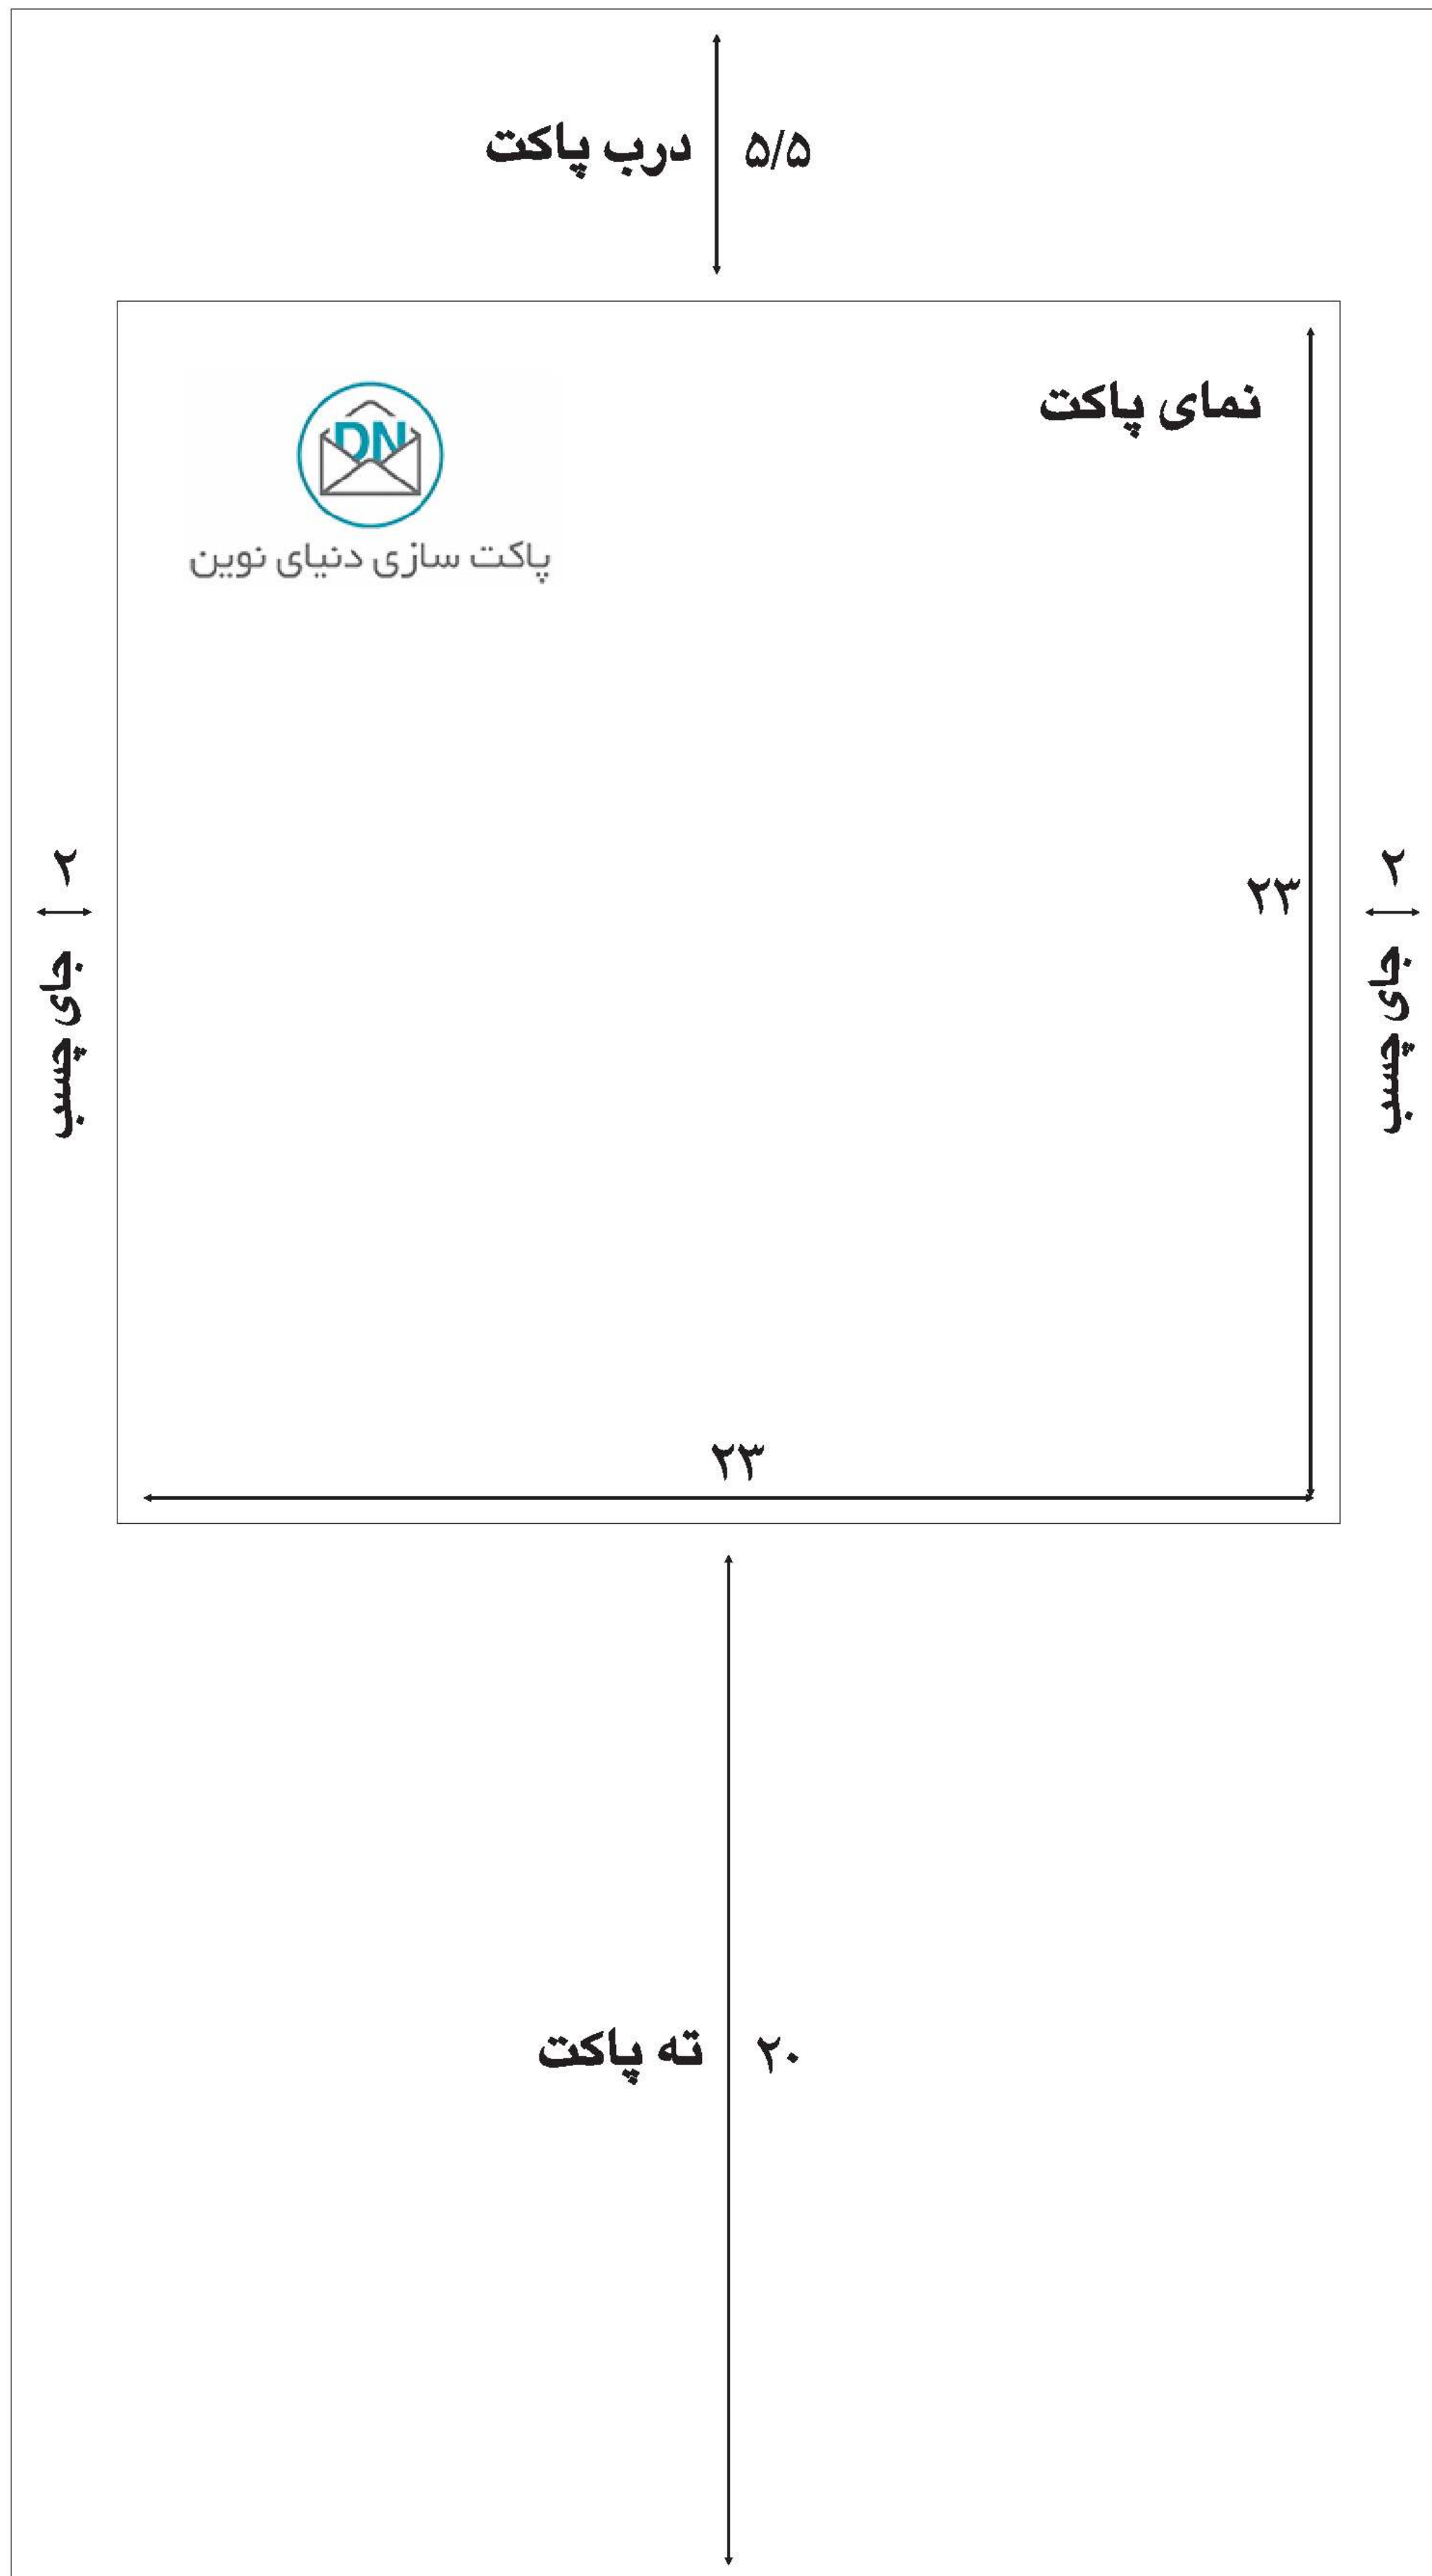 درب پاکت
۵/۵
نمای پاکت
DN
پاکت سازی دنیای نوین
۲
جای چسب
۲۳
۲
جای چسب
۲۳
ته پاکت
۲۰